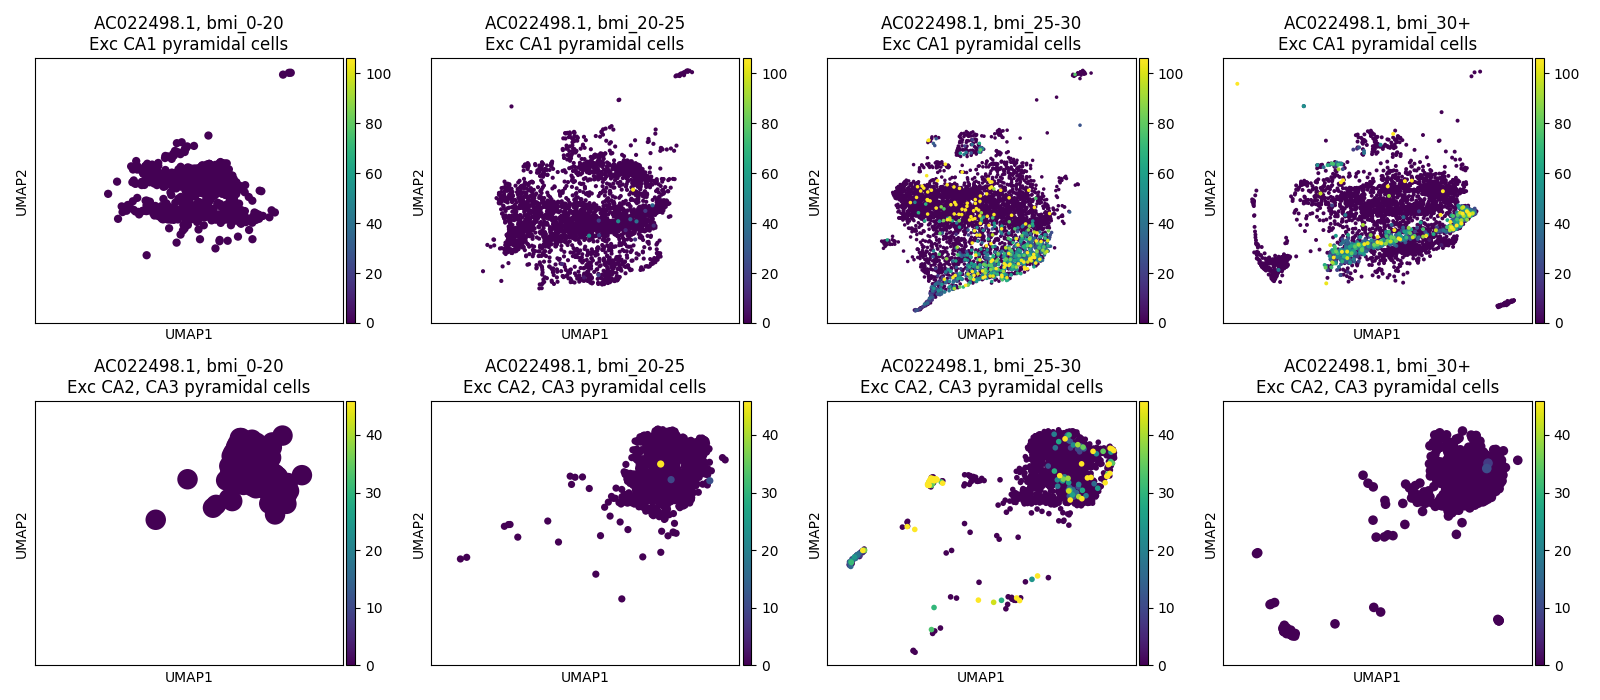 AC022498.1, bmi_0-20
Exc CA1 pyramidal cells
UMAP2
UMAP1
100
80
60
40
20
0
AC022498.1, bmi_20-25
Exc CA1 pyramidal cells
UMAP2
UMAP1
100
80
60
40
20
0
AC022498.1, bmi_25-30
Exc CA1 pyramidal cells
UMAP2
UMAP1
100
80
60
40
20
0
AC022498.1, bmi_30+
Exc CA1 pyramidal cells
UMAP2
UMAP1
100
80
60
40
20
0
AC022498.1, bmi_0-20
Exc CA2, CA3 pyramidal cells
UMAP2
UMAP1
40
30
20
10
0
AC022498.1, bmi_20-25
Exc CA2, CA3 pyramidal cells
UMAP2
UMAP1
40
30
20
10
0
AC022498.1, bmi_25-30
Exc CA2, CA3 pyramidal cells
UMAP2
UMAP1
40
30
20
10
0
AC022498.1, bmi_30+
Exc CA2, CA3 pyramidal cells
UMAP2
UMAP1
40
30
20
10
0